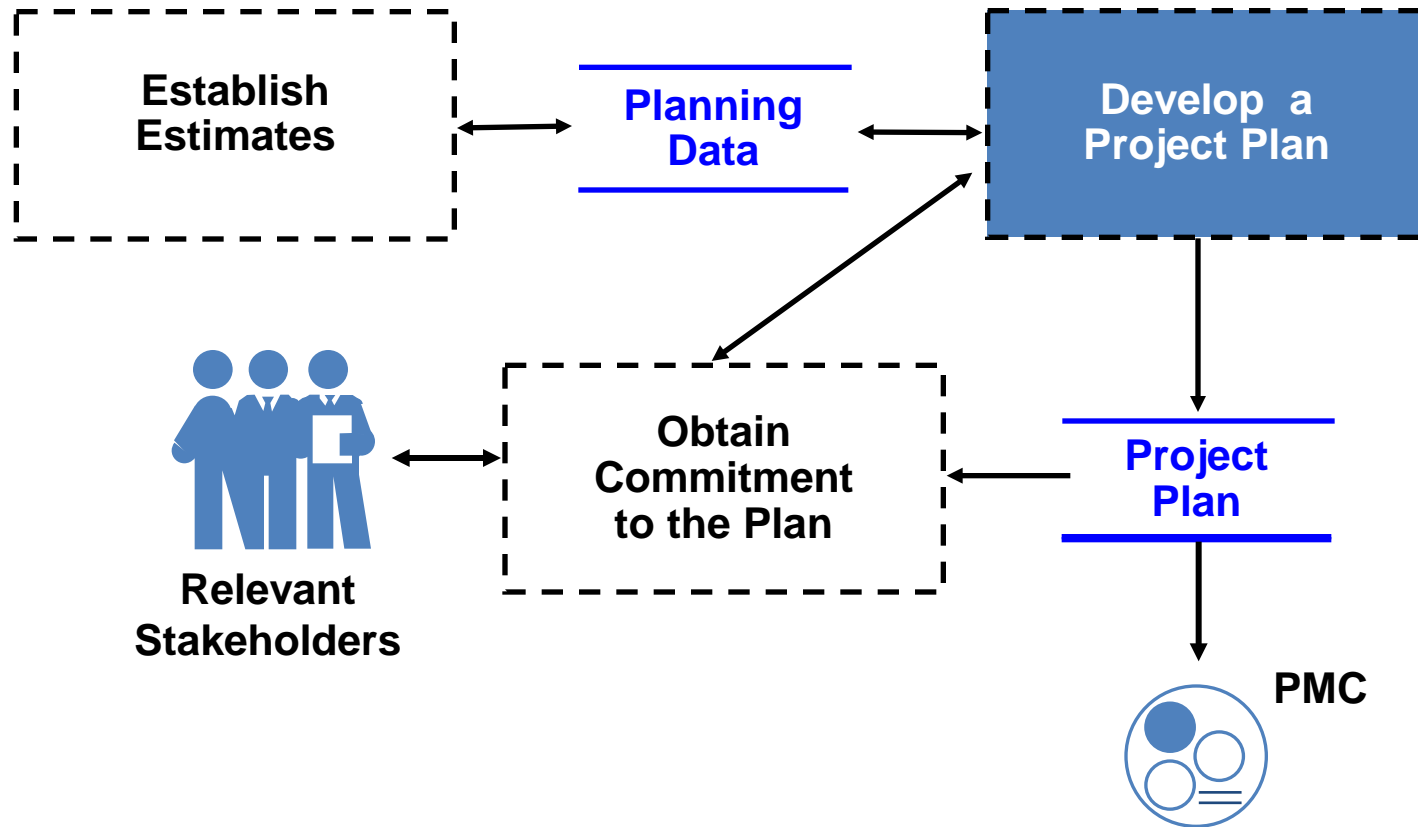 Establish
Estimates
Planning
Data
Develop a
Project Plan
Obtain
Commitment
to the Plan
Project
Plan
Relevant
Stakeholders
PMC